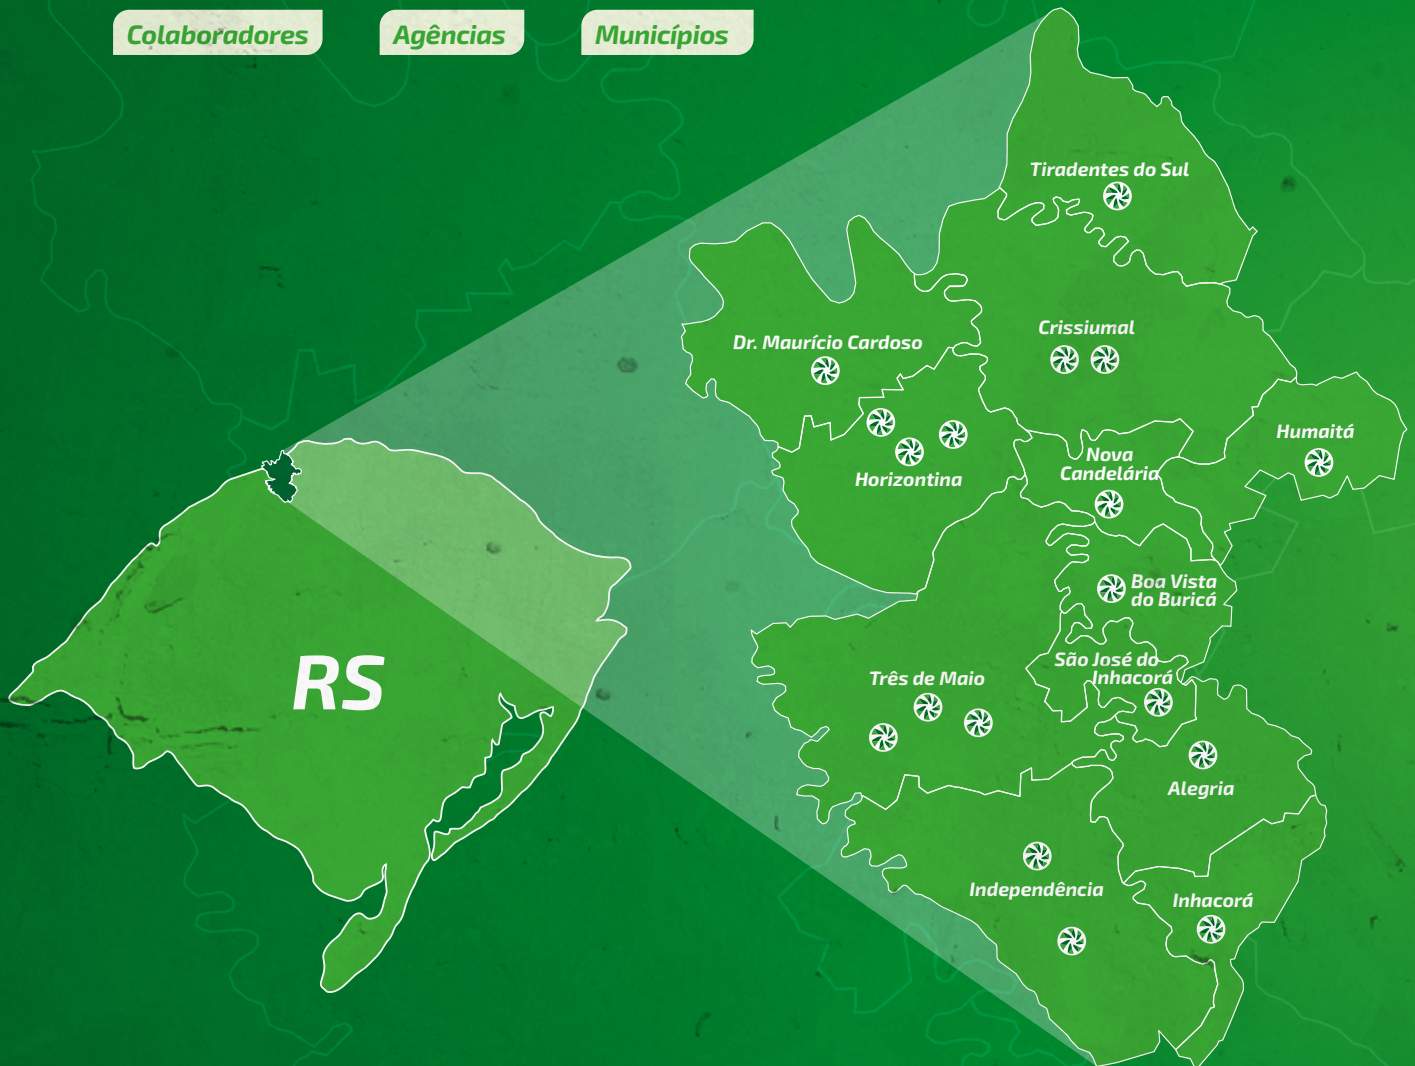 Colaboradores
Agências
Municípios
Tiradentes do Sul
Crissiumal
Dr. Maurício Cardoso
Humaitá
Nova
Candelária
Horizontina
Boa Vista
do Buricá
São José do
Inhacorá
Três de Maio
RS
Alegria
Independência
Inhacorá